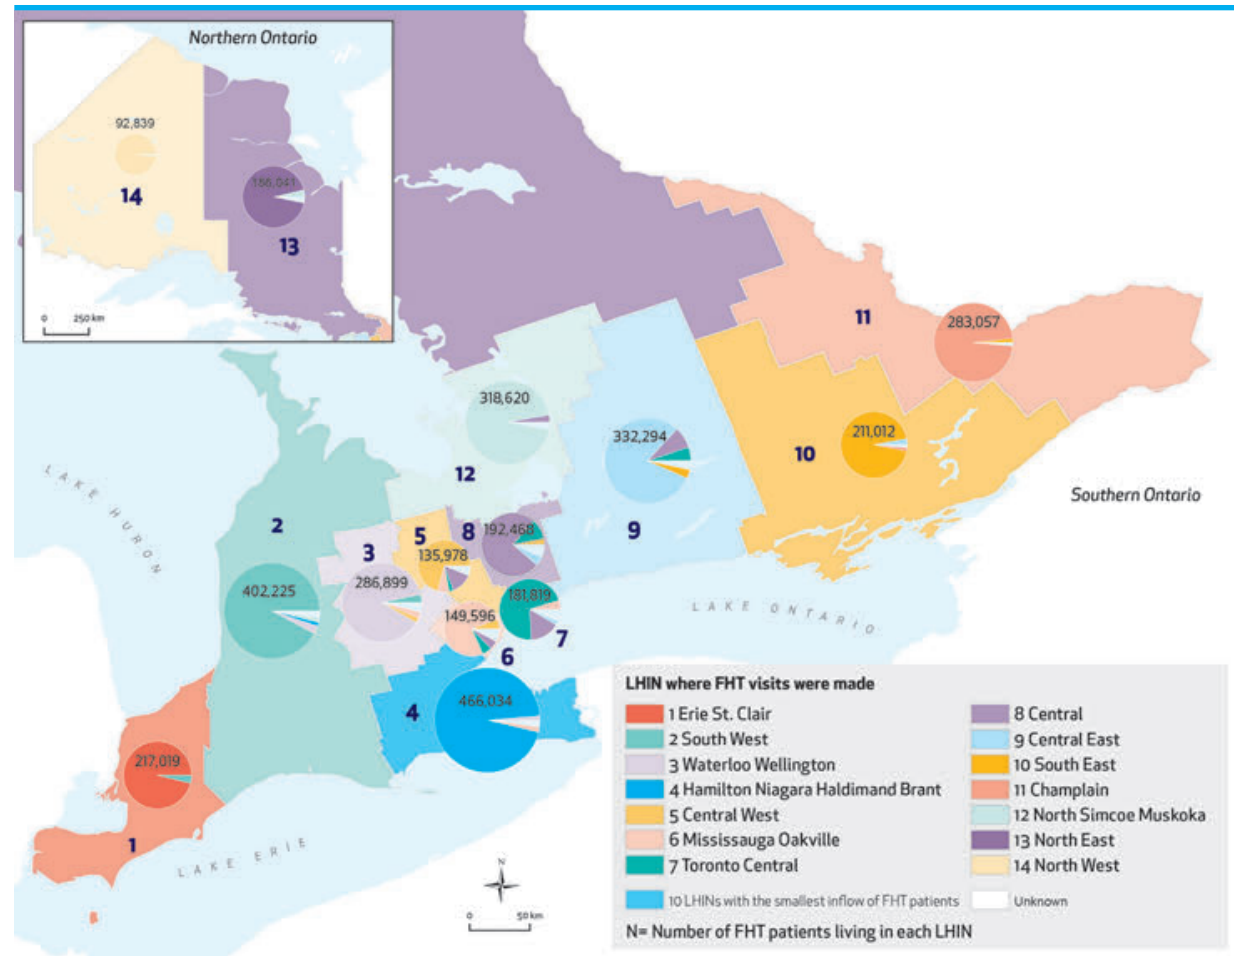 Northern Ontario
92,839
14
186,041
13
0 250 km
11
283,057
318,620
12
332,294
9
10
211,012
Southern Ontario
LAKE HURON
2
402,225
3
286,899
5
135,978
8
192,468
149,596
6
181,819
7
LAKE ONTARIO
4
466,034
217,019
1
LAKE ERIE
N
0 50 km
LHIN where FHT visits were made
1 Erie St. Clair
2 South West
3 Waterloo Wellington
4 Hamilton Niagara Haldimand Brant
5 Central West
6 Mississauga Oakville
7 Toronto Central
10 LHINs with the smallest inflow of FHT patients
8 Central
9 Central East
10 South East
11 Champlain
12 North Simcoe Muskoka
13 North East
14 North West
Unknown
N= Number of FHT patients living in each LHIN